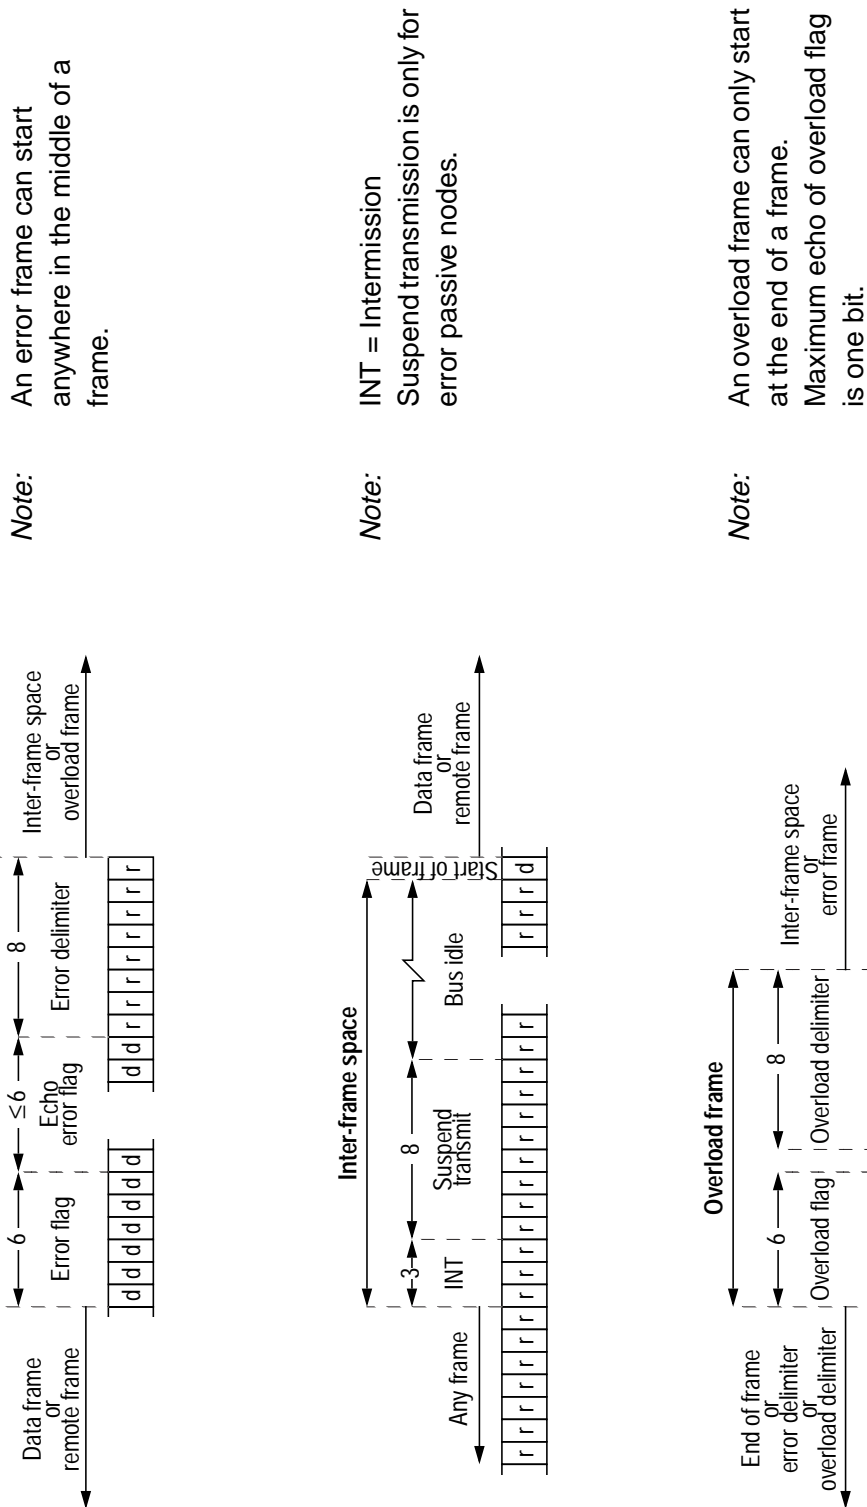 Data frame
or
remote frame
6
Error flag
≤6
Echo
error flag
8
Error delimiter
Inter-frame space
or
overload frame
d d d d d d d
d d r r r r r r r r
Note:
An error frame can start
anywhere in the middle of a
frame.
Inter-frame space
Any frame
3
INT
8
Suspend
transmit
Bus idle
Start of frame
Data frame
or
remote frame
r r r r r r r r r r r r r r r r r r r r
r r r d
Note:
INT = Intermission
Suspend transmission is only for
error passive nodes.
Overload frame
End of frame
or
error delimiter
or
overload delimiter
6
Overload flag
8
Overload delimiter
Inter-frame space
or
error frame
Note:
An overload frame can only start
at the end of a frame.
Maximum echo of overload flag
is one bit.